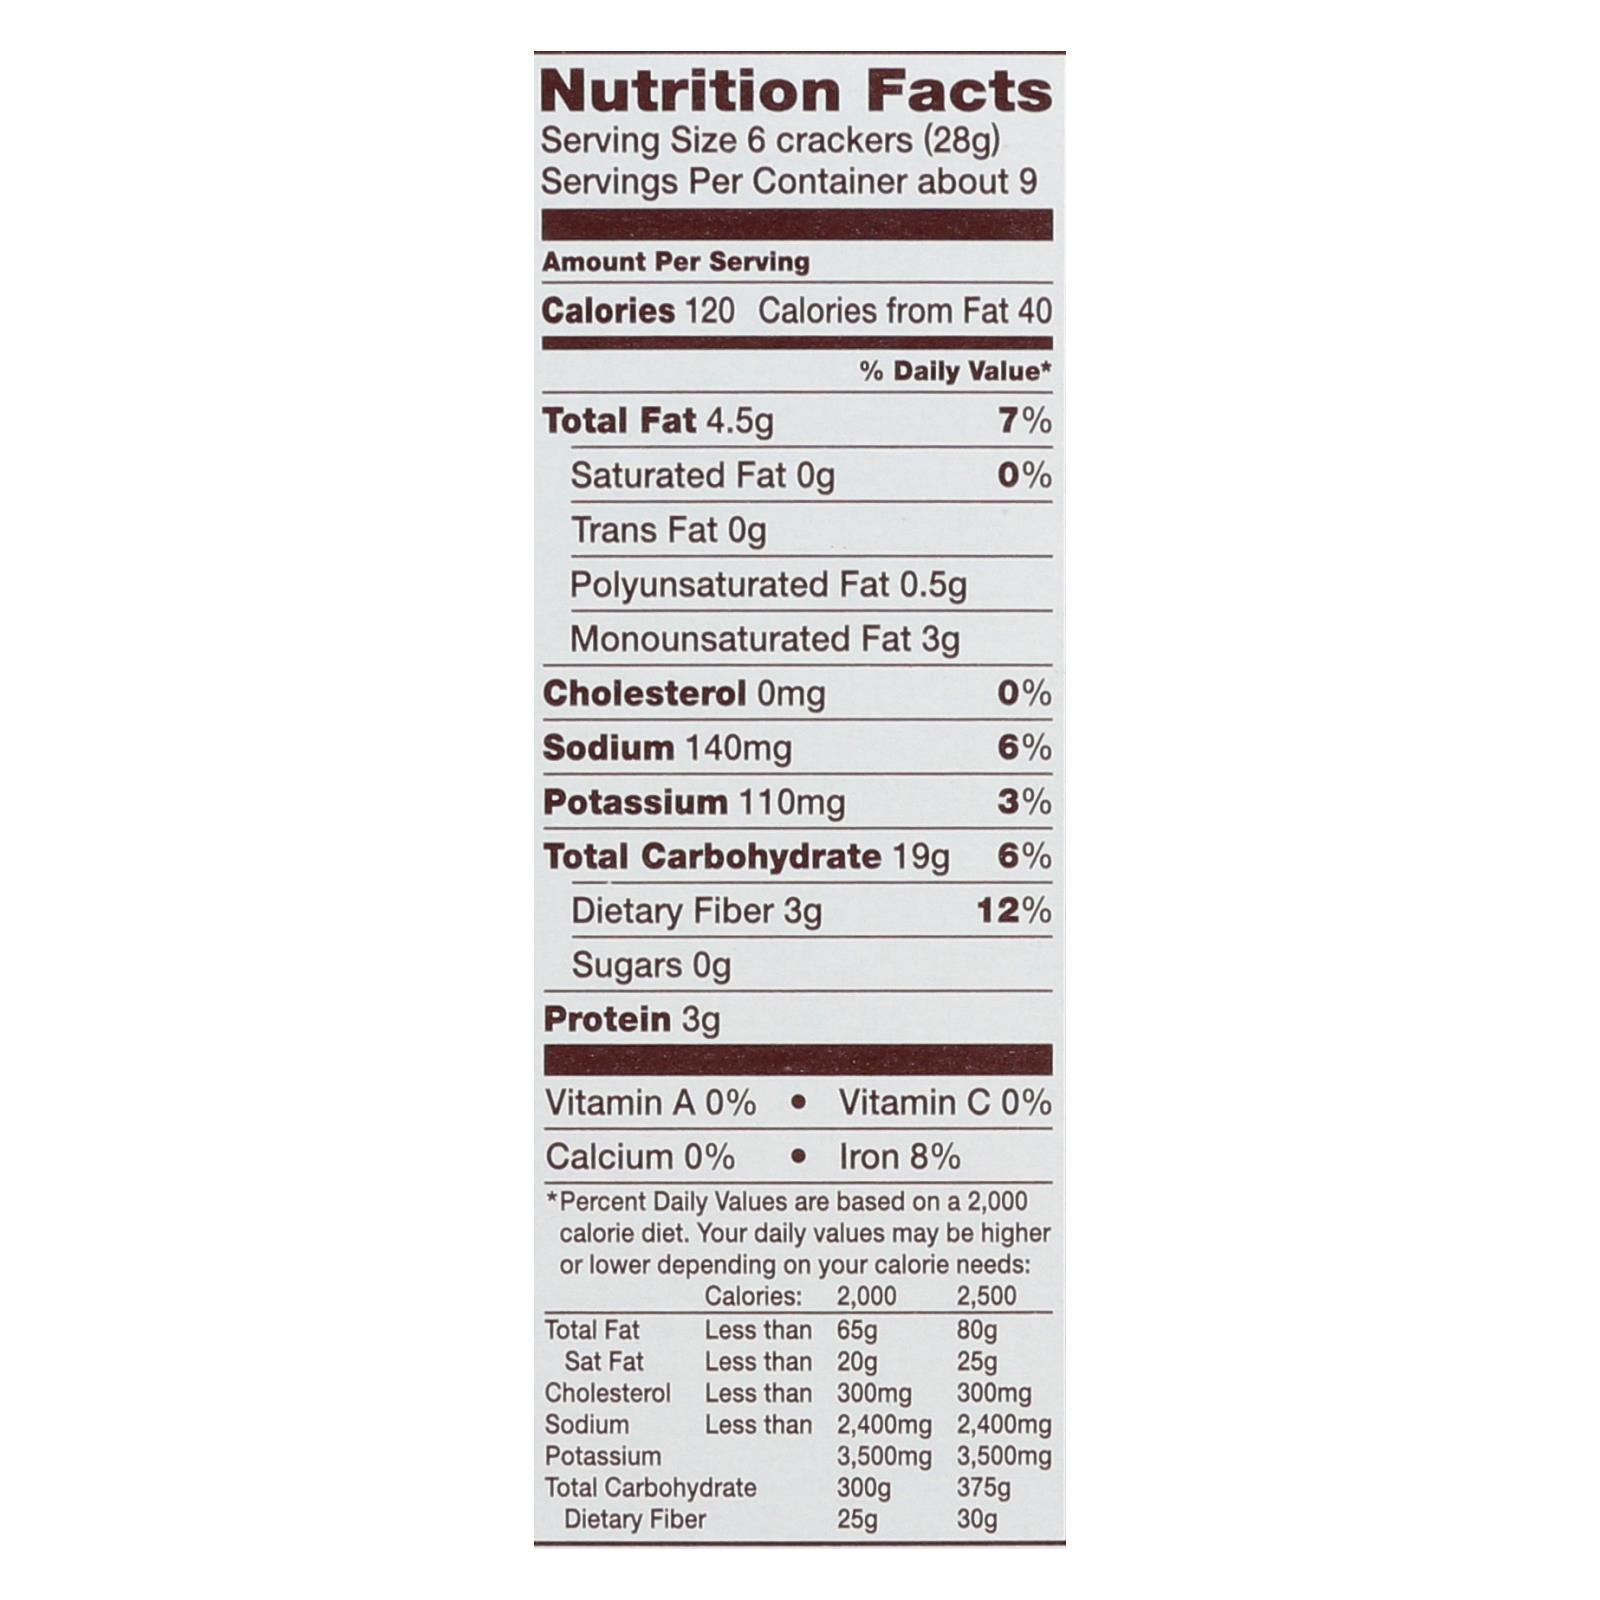 Nutrition Facts
Serving Size 6 crackers (28g)
Servings Per Container about 9
Amount Per Serving
Calories 120 Calories from Fat 40
% Daily Value*
Total Fat 4.5g 7%
Saturated Fat 0g 0%
Trans Fat 0g
Polyunsaturated Fat 0.5g
Monounsaturated Fat 3g
Cholesterol 0mg 0%
Sodium 140mg 6%
Potassium 110mg 3%
Total Carbohydrate 19g 6%
Dietary Fiber 3g 12%
Sugars 0g
Protein 3g
Vitamin A 0% • Vitamin C 0%
Calcium 0% • Iron 8%
*Percent Daily Values are based on a 2,000
calorie diet. Your daily values may be higher
or lower depending on your calorie needs:
Calories: 2,000 2,500
Total Fat Less than 65g 80g
Sat Fat Less than 20g 25g
Cholesterol Less than 300mg 300mg
Sodium Less than 2,400mg 2,400mg
Potassium 3,500mg 3,500mg
Total Carbohydrate 300g 375g
Dietary Fiber 25g 30g